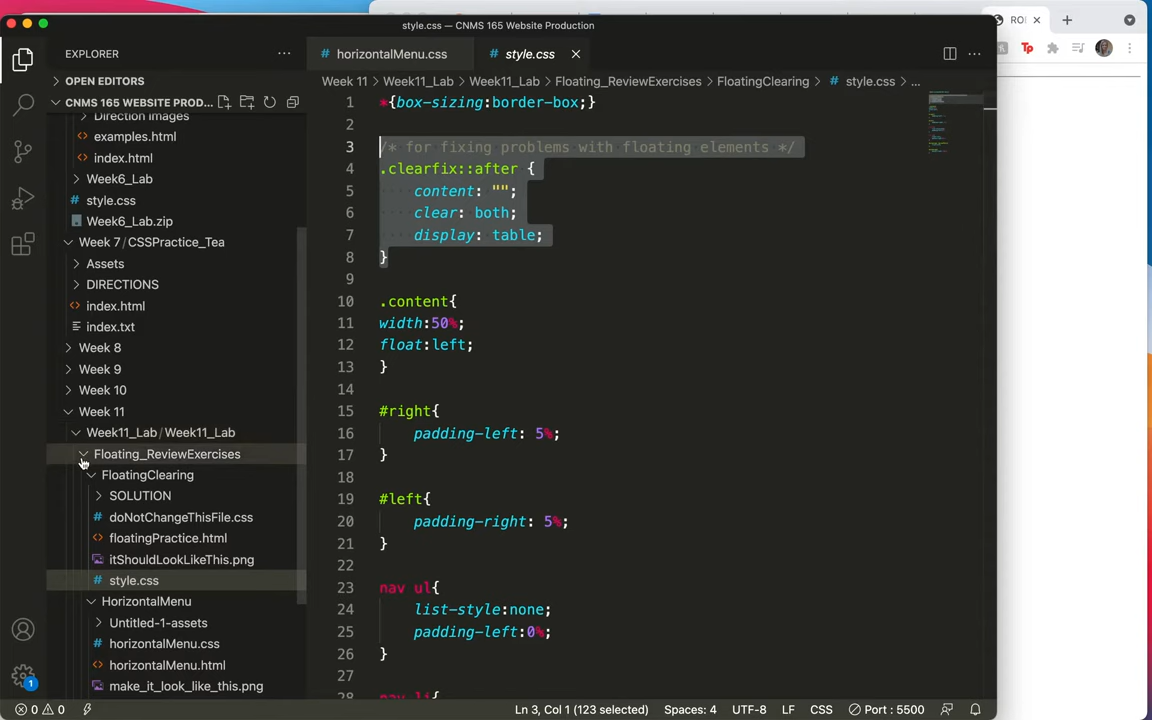 style.css — CNMS 165 Website Production
EXPLORER
# horizontalMenu.css
# style.css
OPEN EDITORS
Week 11 > Week11_Lab > Week11_Lab > Floating_ReviewExercises > FloatingClearing > # style.css > ...
CNMS 165 WEBSITE PROD...
Direction images
examples.html
index.html
Week6_Lab
# style.css
Week6_Lab.zip
Week 7 / CSSPractice_Tea
Assets
DIRECTIONS
index.html
index.txt
Week 8
Week 9
Week 10
Week 11
Week11_Lab / Week11_Lab
Floating_ReviewExercises
FloatingClearing
SOLUTION
# doNotChangeThisFile.css
floatingPractice.html
itShouldLookLikeThis.png
# style.css
HorizontalMenu
Untitled-1-assets
# horizontalMenu.css
horizontalMenu.html
make_it_look_like_this.png
1 *{box-sizing:border-box;}
2
3 /* for fixing problems with floating elements */
4 .clearfix::after {
5 content: "";
6 clear: both;
7 display: table;
8 }
9
10 .content{
11 width:50%;
12 float:left;
13 }
14
15 #right{
16 padding-left: 5%;
17 }
18
19 #left{
20 padding-right: 5%;
21 }
22
23 nav ul{
24 list-style:none;
25 padding-left:0%;
26 }
27
28 nav li{
0 0
Ln 3, Col 1 (123 selected)
Spaces: 4
UTF-8
LF
CSS
Port : 5500
1
Tp